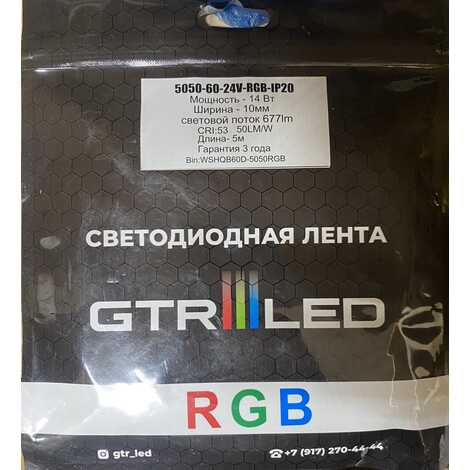 5050-60-24V-RGB-IP20
Мощность - 14 Вт
Ширина - 10мм
световой поток 677lm
CRI:53 50LM/W
Длина- 5м
Гарантия 3 года
Bin:WSHQB60D-5050RGB
СВЕТОДИОДНАЯ ЛЕНТА
GTR LED
RGB
gtr_led +7 (917) 270-44-44